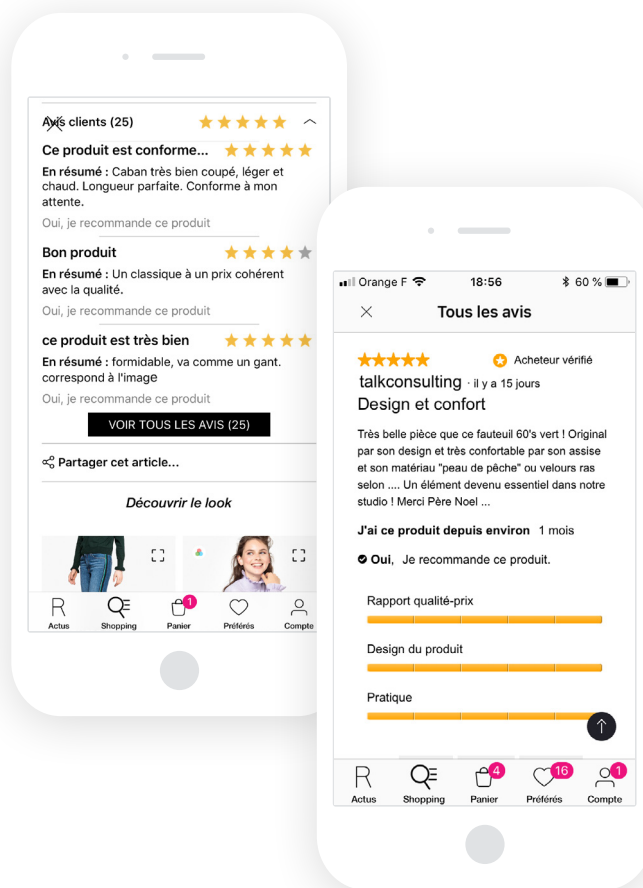 Avis clients (25)
Ce produit est conforme...
En résumé : Caban très bien coupé, léger et
chaud. Longueur parfaite. Conforme à mon
attente.
Oui, je recommande ce produit
Bon produit
En résumé : Un classique à un prix cohérent
avec la qualité.
Oui, je recommande ce produit
ce produit est très bien
En résumé : formidable, va comme un gant.
correspond à l'image
Oui, je recommande ce produit
VOIR TOUS LES AVIS (25)
Partager cet article...
Découvrir le look
R
1
Actus Shopping Panier Préférés Compte
Orange F 18:56 60 %
Tous les avis
Acheteur vérifié
talkconsulting · il y a 15 jours
Design et confort
Très belle pièce que ce fauteuil 60's vert ! Original
par son design et très confortable par son assise
et son matériau "peau de pêche" ou velours ras
selon .... Un élément devenu essentiel dans notre
studio ! Merci Père Noel ...
J'ai ce produit depuis environ 1 mois
Oui, Je recommande ce produit.
Rapport qualité-prix
Design du produit
Pratique
R 4 16 1
Actus Shopping Panier Préférés Compte